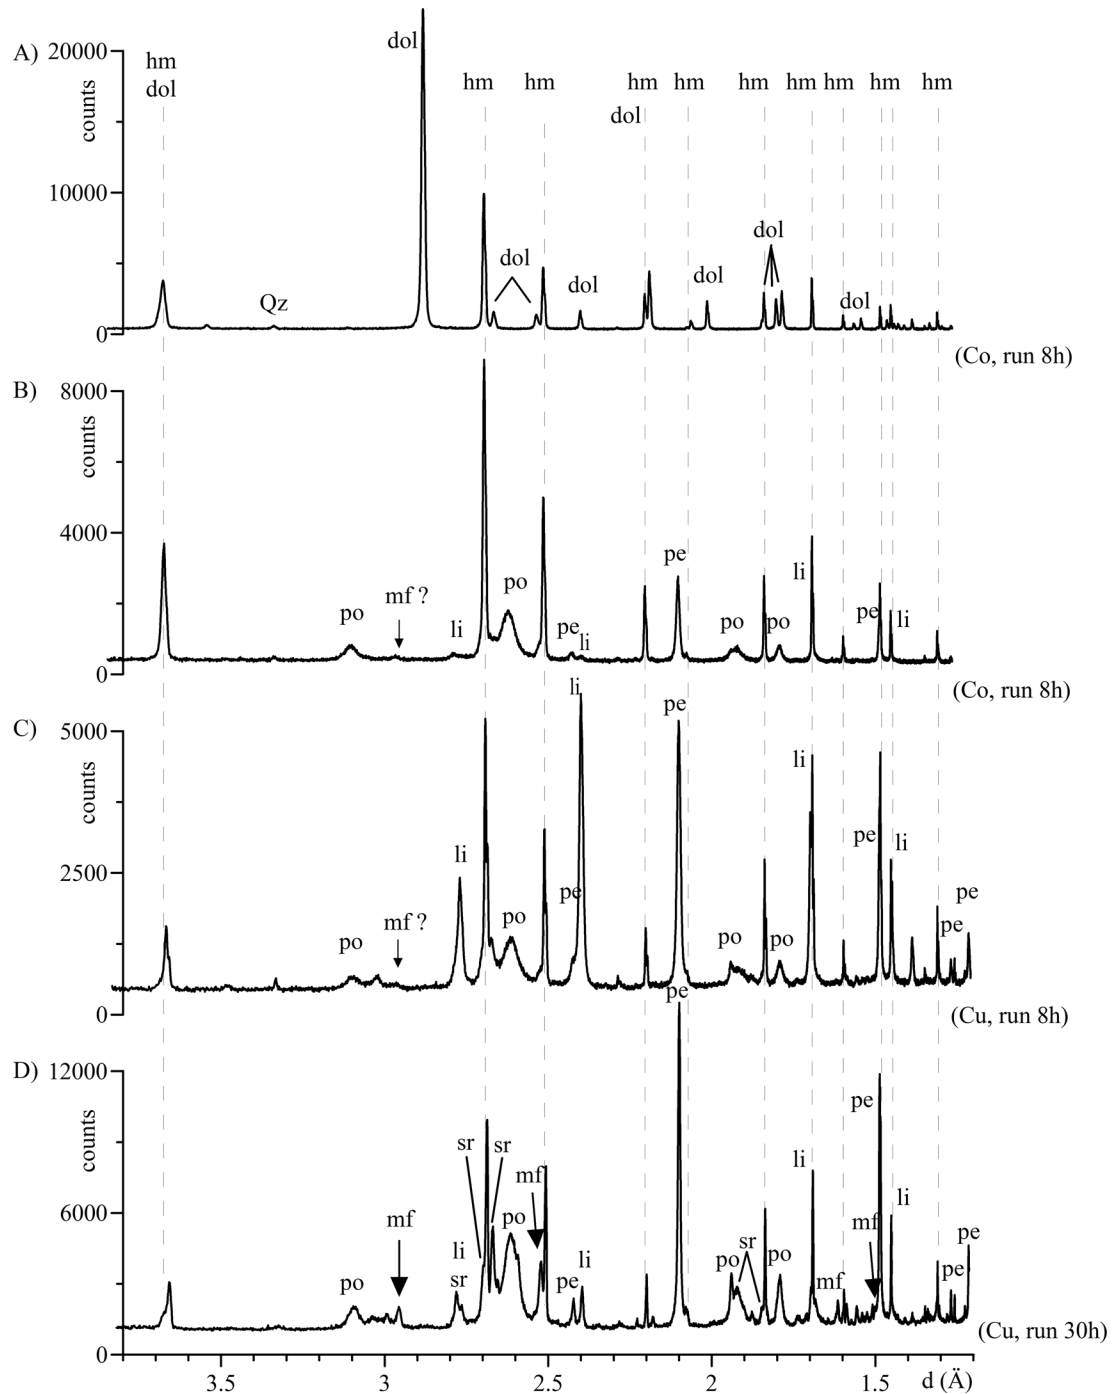 A)
20000
10000
0
counts
hm
dol
Qz
dol
hm
hm
dol
dol
hm
dol
hm
dol
hm
dol
hm
hm
dol
hm
hm
(Co, run 8h)
B)
8000
4000
0
counts
po
mf ?
li
po
pe
li
pe
po
po
li
pe
li
(Co, run 8h)
C)
5000
2500
0
counts
po
mf ?
li
po
li
pe
pe
po
po
li
pe
li
pe
pe
(Cu, run 8h)
D)
12000
6000
0
counts
po
mf
li
sr
sr
sr
po
mf
pe
li
pe
po
sr
po
li
mf
pe
mf
li
pe
pe
(Cu, run 30h)
3.5
3
2.5
2
1.5
d (Ä)